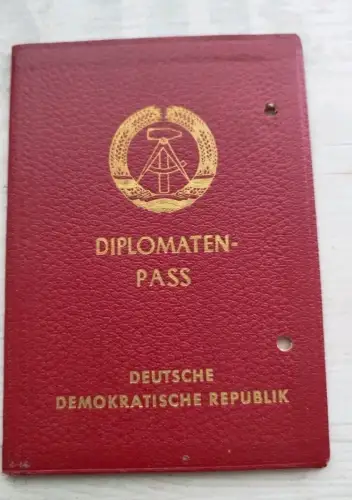 DIPLOMATEN-
PASS
DEUTSCHE
DEMOKRATISCHE REPUBLIK